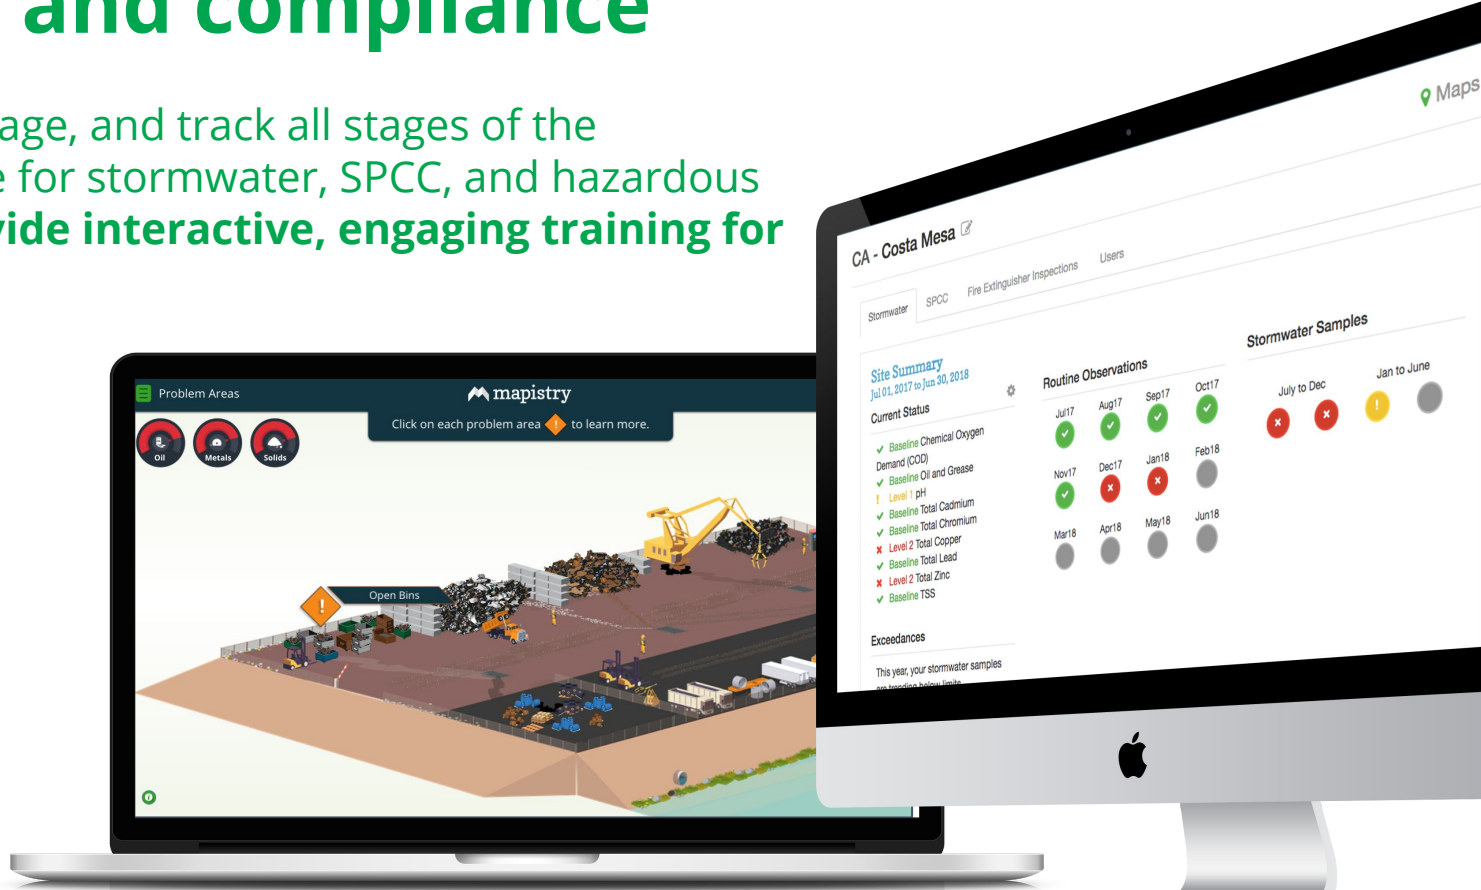 and compliance
age, and track all stages of the
e for stormwater, SPCC, and hazardous
vide interactive, engaging training for
Problem Areas
mapistry
Click on each problem area ! to learn more.
Oil
Metals
Solids
Open Bins
Maps
CA - Costa Mesa
Stormwater
SPCC
Fire Extinguisher Inspections
Users
Site Summary
Jul 01, 2017 to Jun 30, 2018
Current Status
Baseline Chemical Oxygen
Demand (COD)
Baseline Oil and Grease
! Level 1 pH
Baseline Total Cadmium
Baseline Total Chromium
Level 2 Total Copper
Baseline Total Lead
Level 2 Total Zinc
Baseline TSS
Exceedances
This year, your stormwater samples
are trending below limits
Routine Observations
Jul17 Aug17 Sep17 Oct17
Nov17 Dec17 Jan18 Feb18
Mar18 Apr18 May18 Jun18
Stormwater Samples
July to Dec
Jan to June